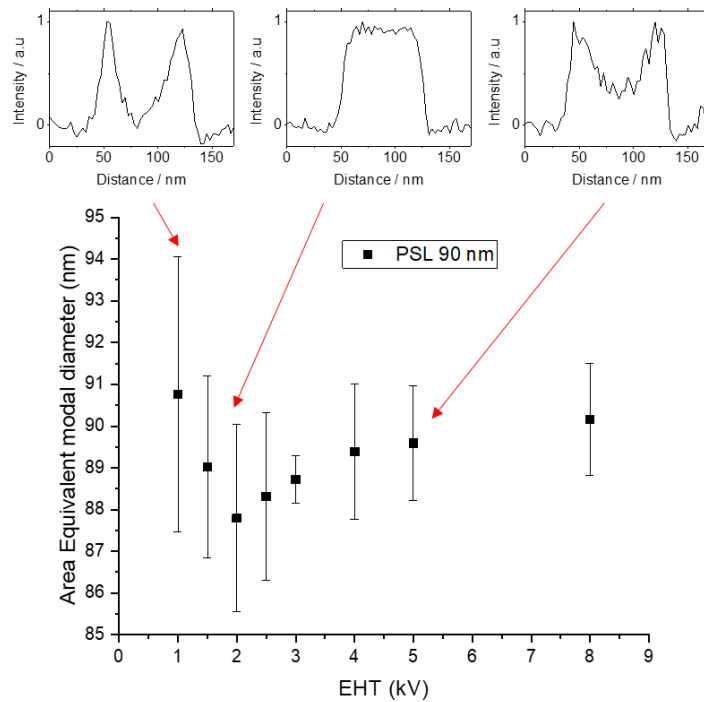 Intensity / a.u
1
0
0 50 100 150
Distance / nm
Intensity / a.u
1
0
0 50 100 150
Distance / nm
Intensity / a.u
1
0
0 50 100 150
Distance / nm
Area Equivalent modal diameter (nm)
95
94
93
92
91
90
89
88
87
86
85
PSL 90 nm
0 1 2 3 4 5 6 7 8 9
EHT (kV)